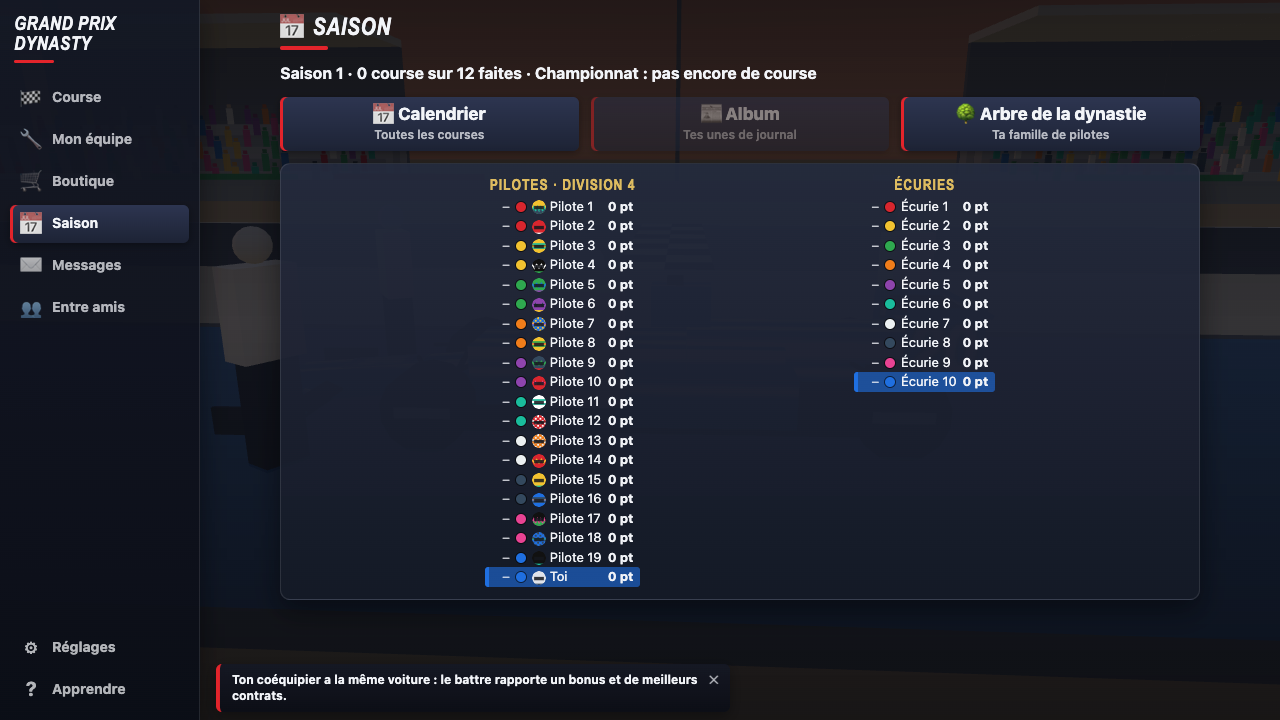 GRAND PRIX
DYNASTY
Course
Mon équipe
Boutique
Saison
Messages
Entre amis
Réglages
? Apprendre
17 SAISON
Saison 1 · 0 course sur 12 faites · Championnat : pas encore de course
17 Calendrier
Toutes les courses
Album
Tes unes de journal
Arbre de la dynastie
Ta famille de pilotes
PILOTES · DIVISION 4
– Pilote 1 0 pt
– Pilote 2 0 pt
– Pilote 3 0 pt
– Pilote 4 0 pt
– Pilote 5 0 pt
– Pilote 6 0 pt
– Pilote 7 0 pt
– Pilote 8 0 pt
– Pilote 9 0 pt
– Pilote 10 0 pt
– Pilote 11 0 pt
– Pilote 12 0 pt
– Pilote 13 0 pt
– Pilote 14 0 pt
– Pilote 15 0 pt
– Pilote 16 0 pt
– Pilote 17 0 pt
– Pilote 18 0 pt
– Pilote 19 0 pt
– Toi 0 pt
ÉCURIES
– Écurie 1 0 pt
– Écurie 2 0 pt
– Écurie 3 0 pt
– Écurie 4 0 pt
– Écurie 5 0 pt
– Écurie 6 0 pt
– Écurie 7 0 pt
– Écurie 8 0 pt
– Écurie 9 0 pt
– Écurie 10 0 pt
Ton coéquipier a la même voiture : le battre rapporte un bonus et de meilleurs
contrats.